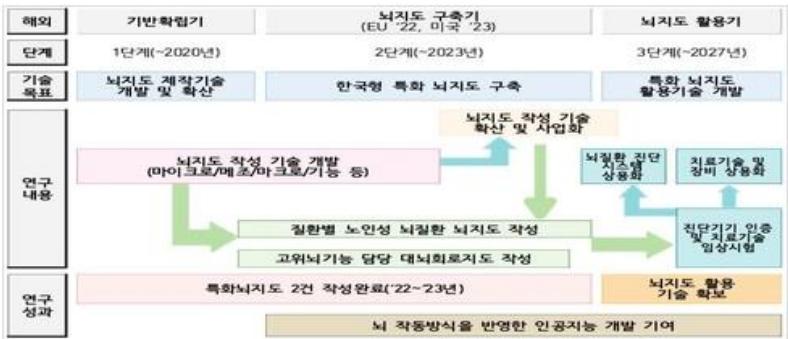 해외
기반확립기
뇌지도 구축기
(EU '22, 미국 '23)
뇌지도 활용기
단계
1단계(~2020년)
2단계(~2023년)
3단계(~2027년)
기술
목표
뇌지도 제작기술
개발 및 확산
한국형 특화 뇌지도 구축
특화 뇌지도
활용기술 개발
연구
내용
뇌지도 작성 기술
확산 및 사업화
뇌지도 작성 기술 개발
(마이크로/메조/마크로/기능 등)
뇌질환 진단
시스템
상용화
치료기술 및
장비 상용화
질환별 노인성 뇌질환 뇌지도 작성
고위뇌기능 담당 대뇌회로지도 작성
진단기기 인증
및 치료기술
임상시험
연구
성과
특화뇌지도 2건 작성완료('22~'23년)
뇌지도 활용
기술 확보
뇌 작동방식을 반영한 인공지능 개발 기여